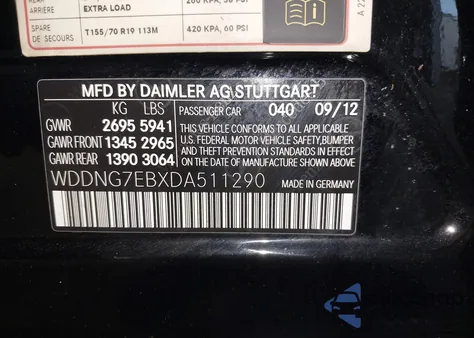 EXTRA LOAD
SPARE
DE SECOURS T155/70 R19 113M 420 KPA, 60 PSI
MFD BY DAIMLER AG STUTTGART
KG LBS PASSENGER CAR 040 09/12
GVWR 2695 5941 THIS VEHICLE CONFORMS TO ALL APPLICABLE
GAWR FRONT 1345 2965 U.S. FEDERAL MOTOR VEHICLE SAFETY, BUMPER
GAWR REAR 1390 3064 AND THEFT PREVENTION STANDARDS IN EFFECT
ON THE DATE OF MANUFACTURE SHOWN ABOVE.
WDDNG7EBXDA511290 MADE IN GERMANY